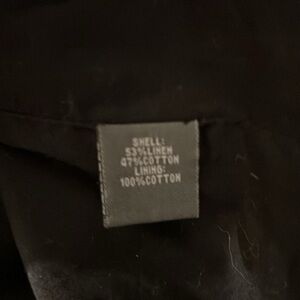 SHELL:
53%LINEN
47%COTTON
LINING:
100%COTTON